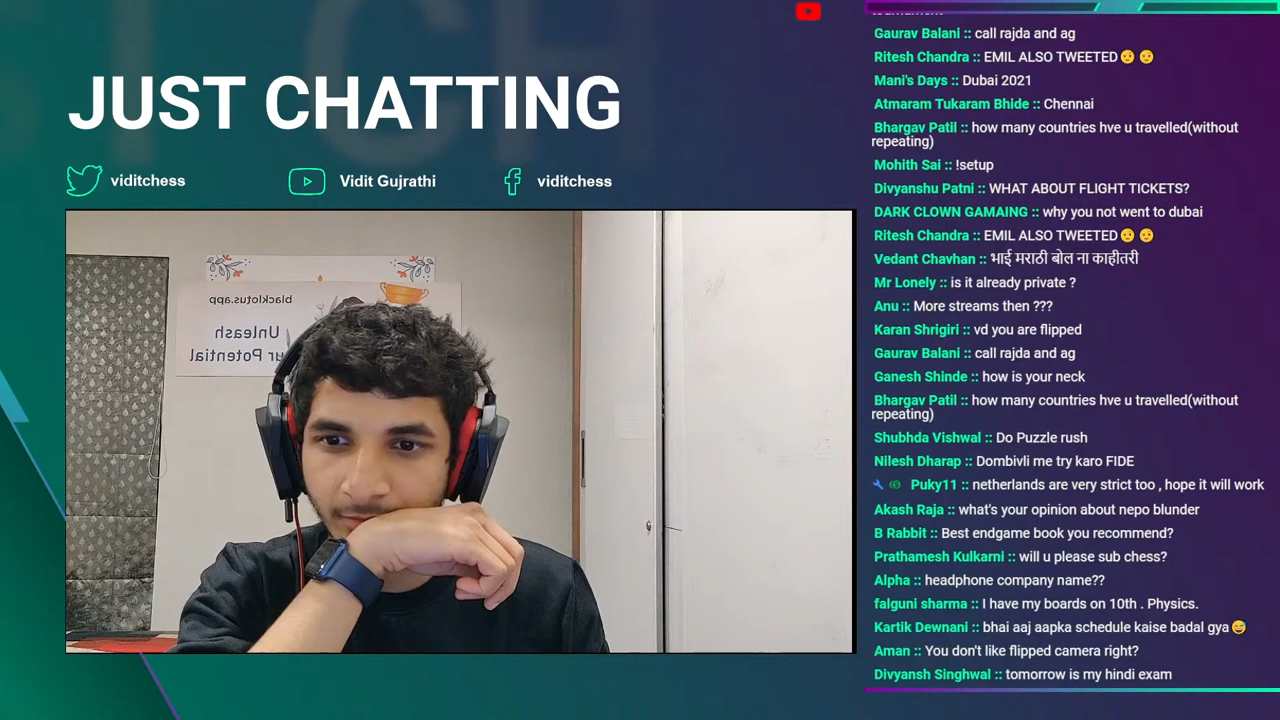 JUST CHATTING
viditchess
Vidit Gujrathi
viditchess
blacklotus.app
Unleash
ur Potential
Gaurav Balani :: call rajda and ag
Ritesh Chandra :: EMIL ALSO TWEETED😕 😕
Mani's Days :: Dubai 2021
Atmaram Tukaram Bhide :: Chennai
Bhargav Patil :: how many countries hve u travelled(without
repeating)
Mohith Sai :: !setup
Divyanshu Patni :: WHAT ABOUT FLIGHT TICKETS?
DARK CLOWN GAMAING :: why you not went to dubai
Ritesh Chandra :: EMIL ALSO TWEETED😕 😕
Vedant Chavhan :: भाई मराठी बोल ना काहीतरी
Mr Lonely :: is it already private ?
Anu :: More streams then ???
Karan Shrigiri :: vd you are flipped
Gaurav Balani :: call rajda and ag
Ganesh Shinde :: how is your neck
Bhargav Patil :: how many countries hve u travelled(without
repeating)
Shubhda Vishwal :: Do Puzzle rush
Nilesh Dharap :: Dombivli me try karo FIDE
Puky11 :: netherlands are very strict too , hope it will work
Akash Raja :: what's your opinion about nepo blunder
B Rabbit :: Best endgame book you recommend?
Prathamesh Kulkarni :: will u please sub chess?
Alpha :: headphone company name??
falguni sharma :: I have my boards on 10th . Physics.
Kartik Dewnani :: bhai aaj aapka schedule kaise badal gya😅
Aman :: You don't like flipped camera right?
Divyansh Singhwal :: tomorrow is my hindi exam